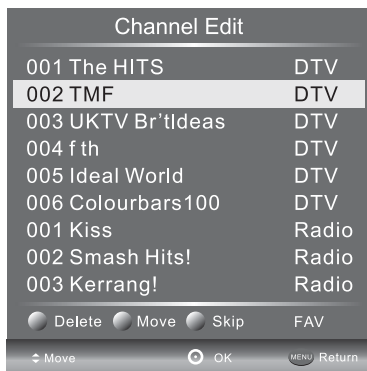 Channel Edit
001 The HITS DTV
002 TMF DTV
003 UKTV Br'tIdeas DTV
004 f th DTV
005 Ideal World DTV
006 Colourbars100 DTV
001 Kiss Radio
002 Smash Hits! Radio
003 Kerrang! Radio
Delete Move Skip FAV
Move OK MENU Return